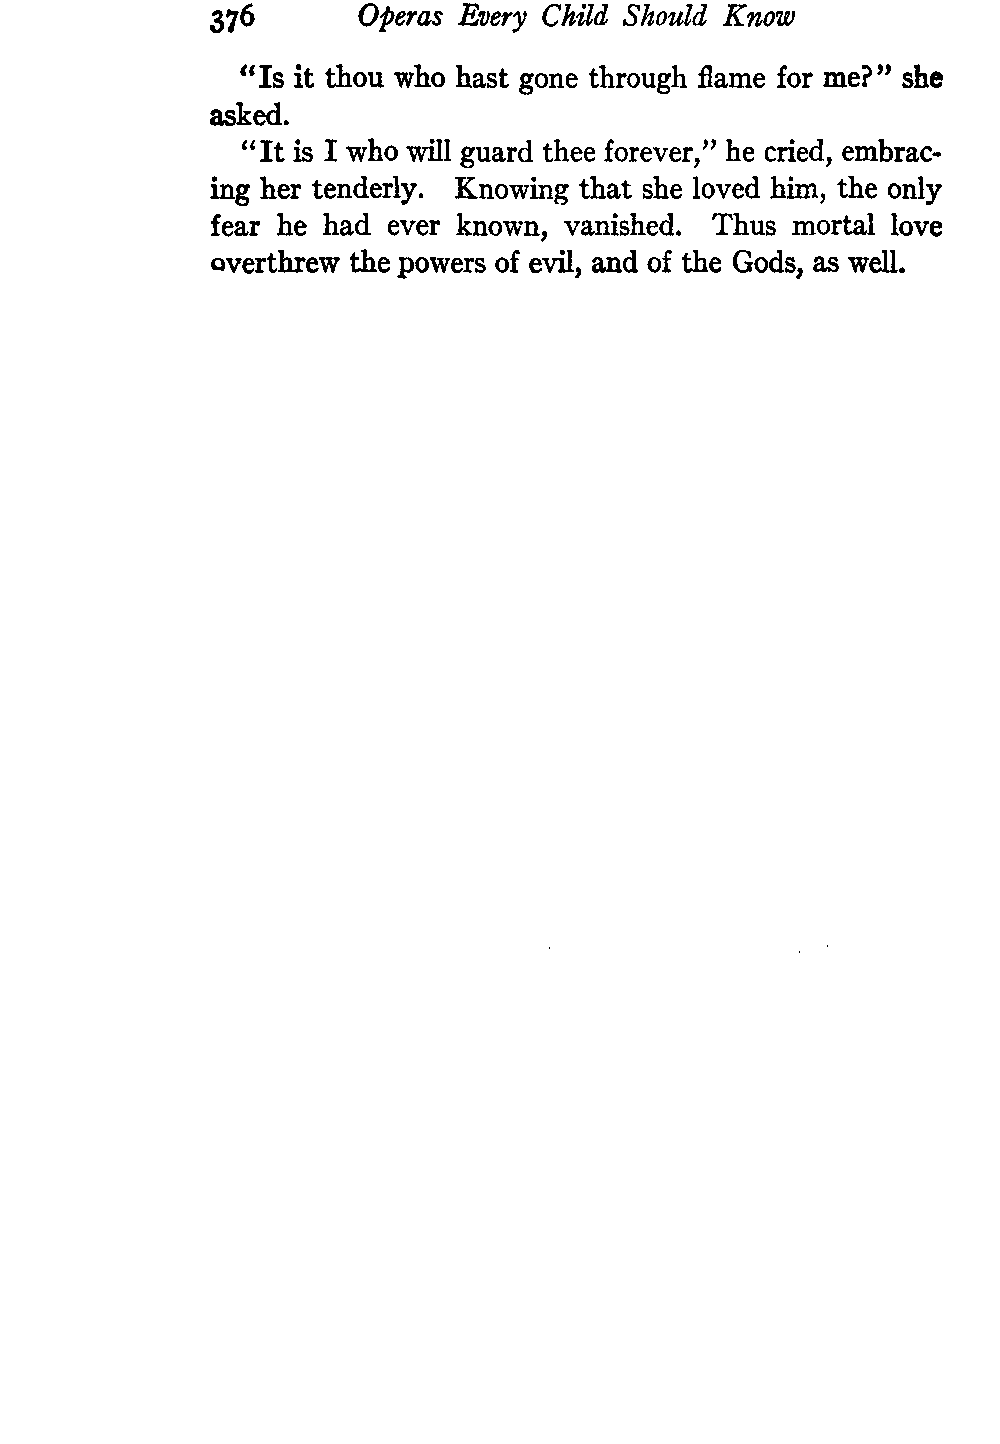 376 Operas Every Child Should Know
"Is it thou who hast gone through flame for me?" she
asked.
"It is I who will guard thee forever," he cried, embrac-
ing her tenderly. Knowing that she loved him, the only
fear he had ever known, vanished. Thus mortal love
overthrew the powers of evil, and of the Gods, as well.